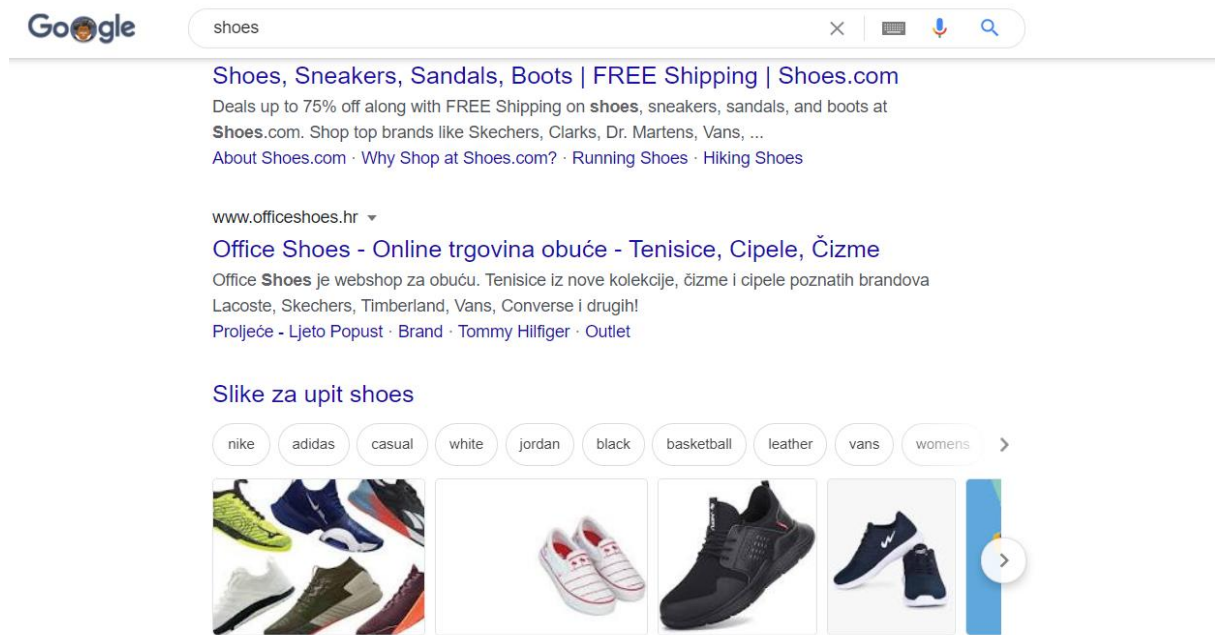 Google
shoes
Shoes, Sneakers, Sandals, Boots | FREE Shipping | Shoes.com
Deals up to 75% off along with FREE Shipping on shoes, sneakers, sandals, and boots at
Shoes.com. Shop top brands like Skechers, Clarks, Dr. Martens, Vans, ...
About Shoes.com · Why Shop at Shoes.com? · Running Shoes · Hiking Shoes
www.officeshoes.hr
Office Shoes - Online trgovina obuće - Tenisice, Cipele, Čizme
Office Shoes je webshop za obuću. Tenisice iz nove kolekcije, čizme i cipele poznatih brandova
Lacoste, Skechers, Timberland, Vans, Converse i drugih!
Proljeće - Ljeto Popust · Brand · Tommy Hilfiger · Outlet
Slike za upit shoes
nike adidas casual white jordan black basketball leather vans womens